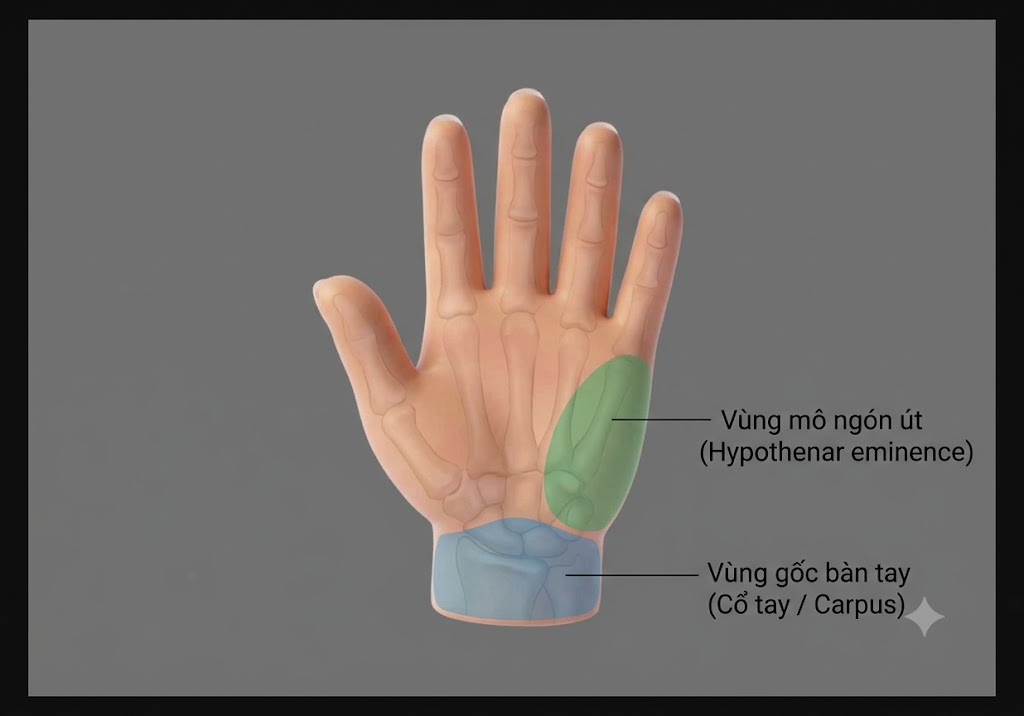 Vùng mô ngón út
(Hypothenar eminence)
Vùng gốc bàn tay
(Cổ tay / Carpus)